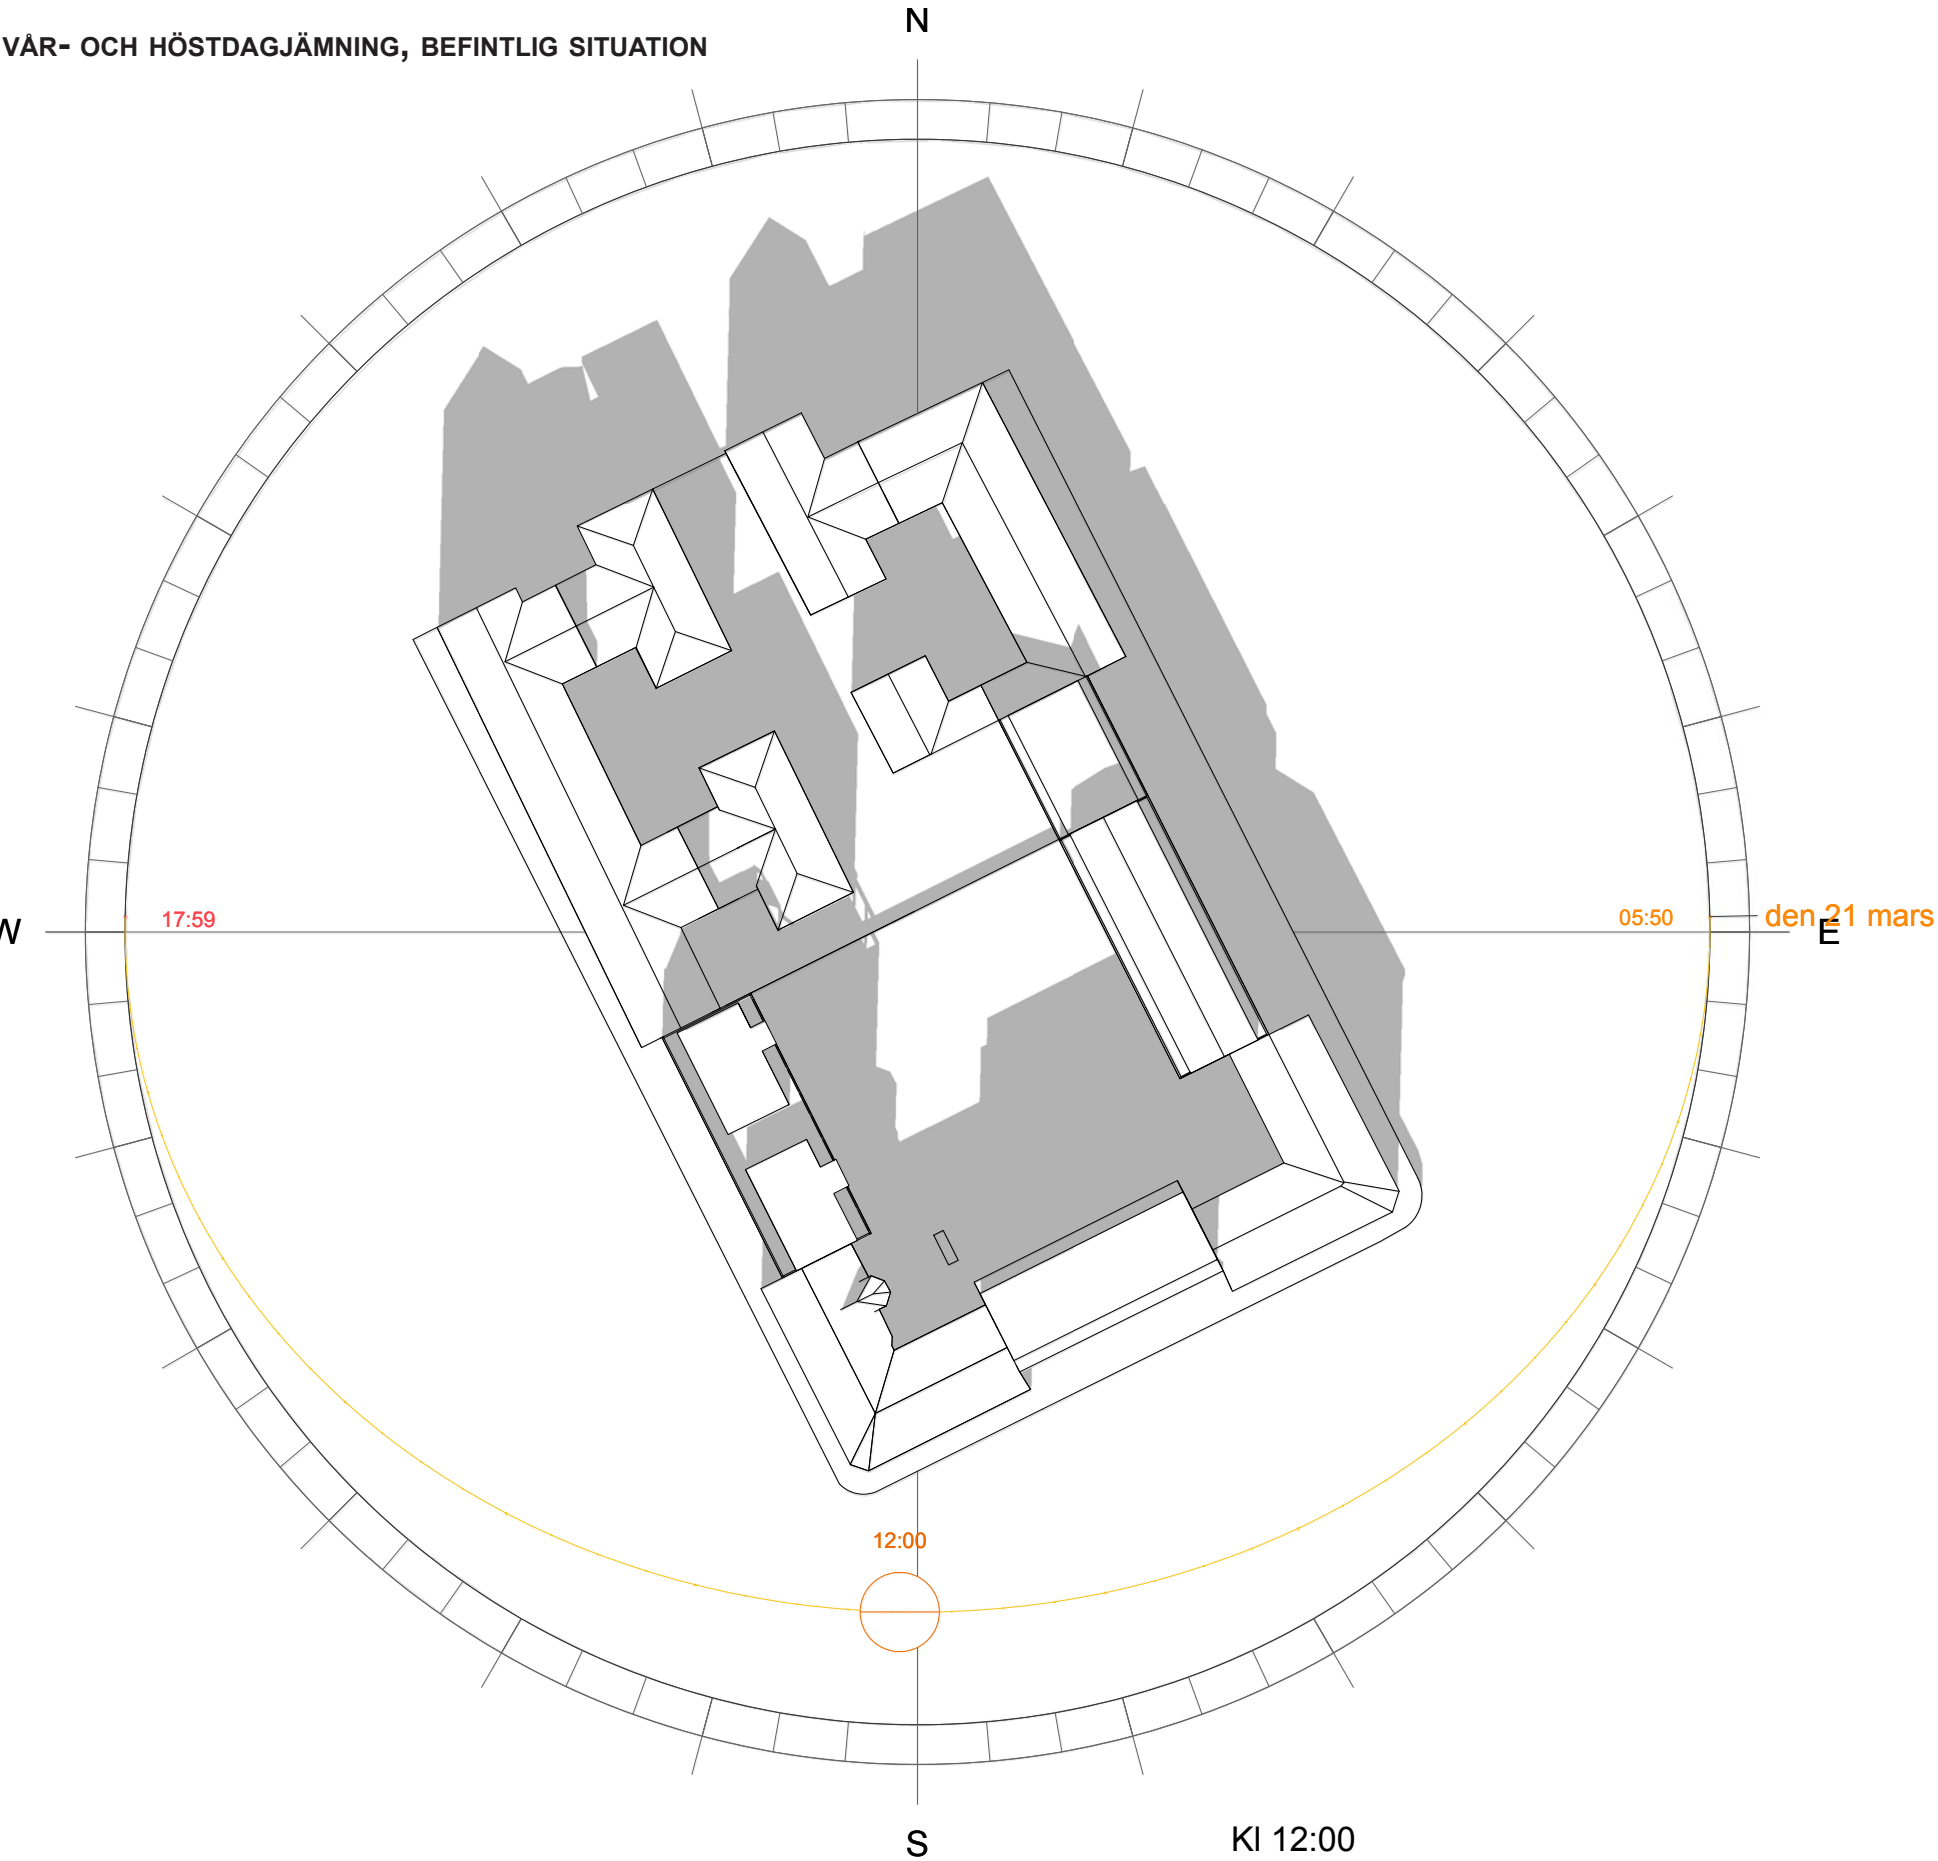 N
VÅR- OCH HÖSTDAGJÄMNING, BEFINTLIG SITUATION
W
17:59
05:50
den 21 mars
E
12:00
S
Kl 12:00